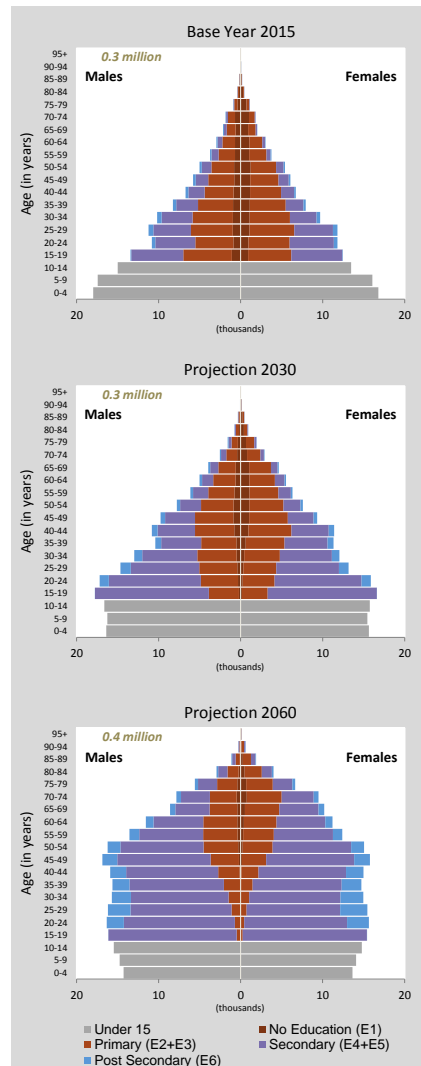 Base Year 2015
0.3 million
Males
Females
Age (in years)
95+
90-94
85-89
80-84
75-79
70-74
65-69
60-64
55-59
50-54
45-49
40-44
35-39
30-34
25-29
20-24
15-19
10-14
5-9
0-4
20 10 0 10 20
(thousands)
Projection 2030
0.3 million
Males
Females
Age (in years)
95+
90-94
85-89
80-84
75-79
70-74
65-69
60-64
55-59
50-54
45-49
40-44
35-39
30-34
25-29
20-24
15-19
10-14
5-9
0-4
20 10 0 10 20
(thousands)
Projection 2060
0.4 million
Males
Females
Age (in years)
95+
90-94
85-89
80-84
75-79
70-74
65-69
60-64
55-59
50-54
45-49
40-44
35-39
30-34
25-29
20-24
15-19
10-14
5-9
0-4
20 10 0 10 20
(thousands)
Under 15 No Education (E1)
Primary (E2+E3) Secondary (E4+E5)
Post Secondary (E6)